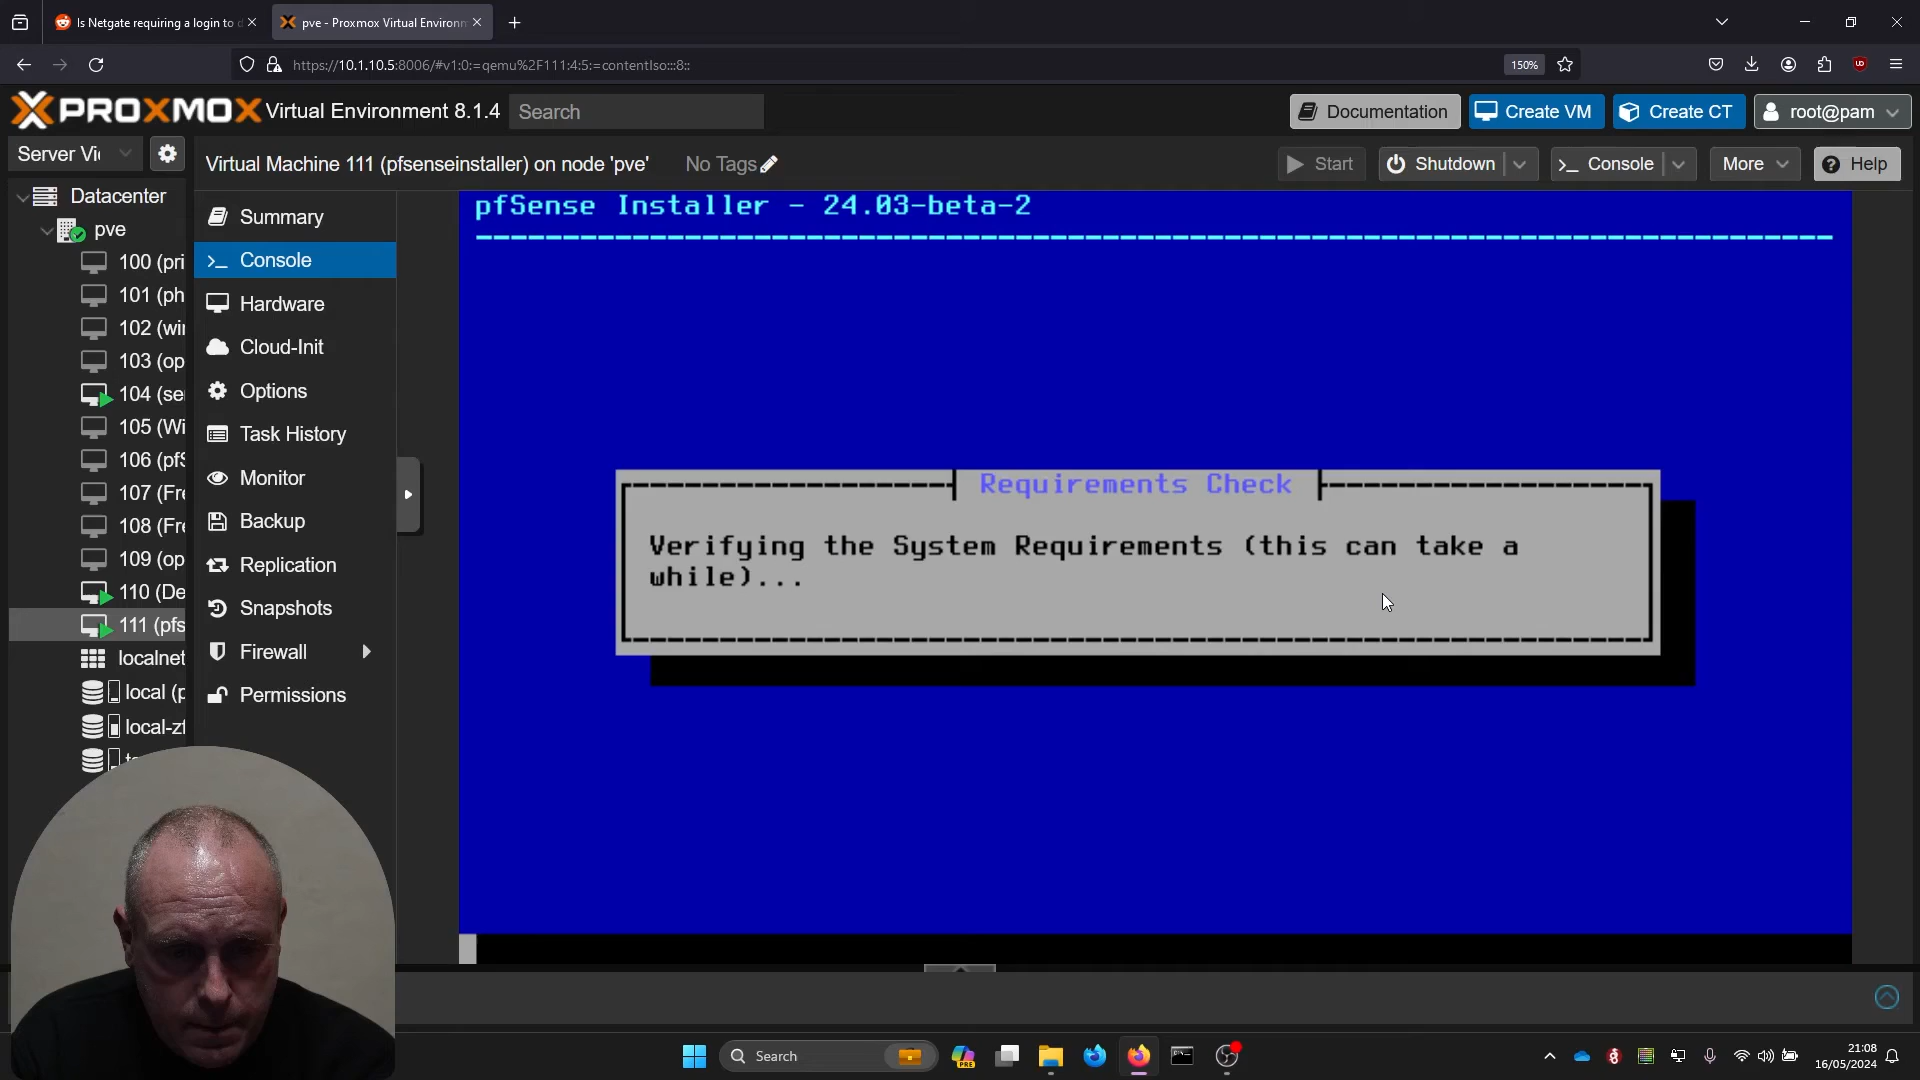 Is Netgate requiring a login to d
pve - Proxmox Virtual Environm
https://10.1.10.5:8006/#v1:0:=qemu%2F111:4:5:=contentIso:::8::
150%
PROXMOX Virtual Environment 8.1.4
Search
Documentation
Create VM
Create CT
root@pam
Server Vi
Virtual Machine 111 (pfsenseinstaller) on node 'pve'
No Tags
Start
Shutdown
Console
More
Help
Datacenter
pve
100 (pri
101 (ph
102 (wi
103 (op
104 (se
105 (Wi
106 (pfS
107 (Fre
108 (Fre
109 (op
110 (De
111 (pfs
localnet
local (p
local-zf
Summary
Console
Hardware
Cloud-Init
Options
Task History
Monitor
Backup
Replication
Snapshots
Firewall
Permissions
pfSense Installer - 24.03-beta-2
Requirements Check
Verifying the System Requirements (this can take a
while)...
Search
PRE
21:08
16/05/2024